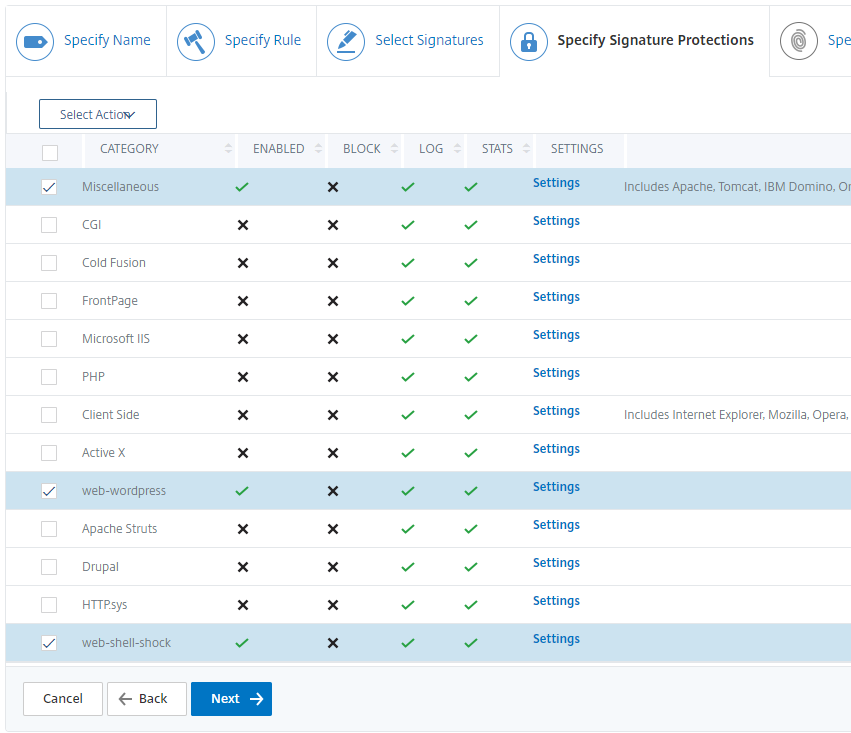 Specify Name Specify Rule Select Signatures Specify Signature Protections Spe
Select Action
CATEGORY ENABLED BLOCK LOG STATS SETTINGS
Miscellaneous Settings Includes Apache, Tomcat, IBM Domino, Or
CGI Settings
Cold Fusion Settings
FrontPage Settings
Microsoft IIS Settings
PHP Settings
Client Side Settings Includes Internet Explorer, Mozilla, Opera,
Active X Settings
web-wordpress Settings
Apache Struts Settings
Drupal Settings
HTTP.sys Settings
web-shell-shock Settings
Cancel Back Next